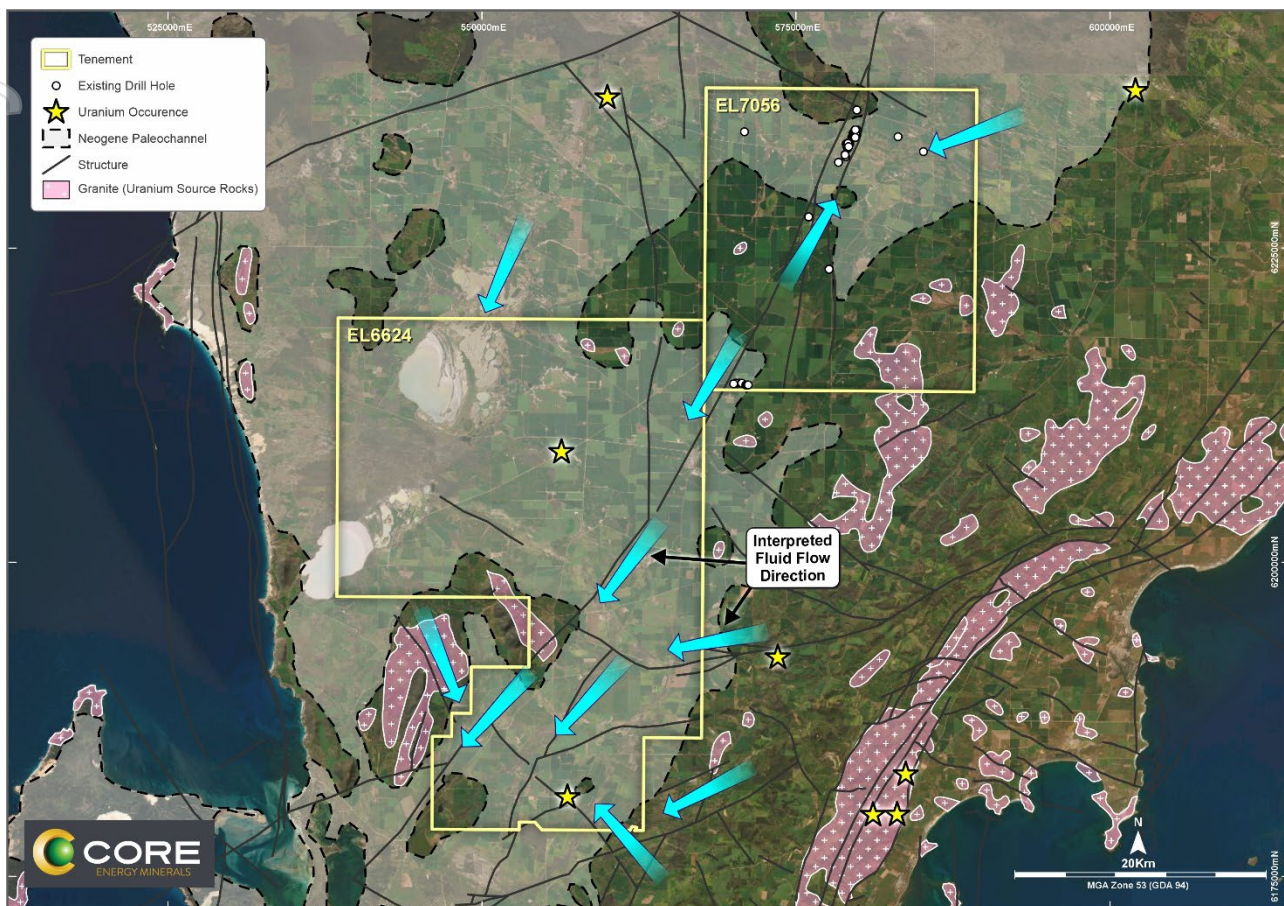 525000mE
550000mE
575000mE
600000mE
Tenement
Existing Drill Hole
Uranium Occurence
Neogene Paleochannel
Structure
Granite (Uranium Source Rocks)
EL7056
6225000mN
EL6624
Interpreted
Fluid Flow
Direction
6200000mN
CORE
ENERGY MINERALS
N
20Km
MGA Zone 53 (GDA 94)
6175000mN